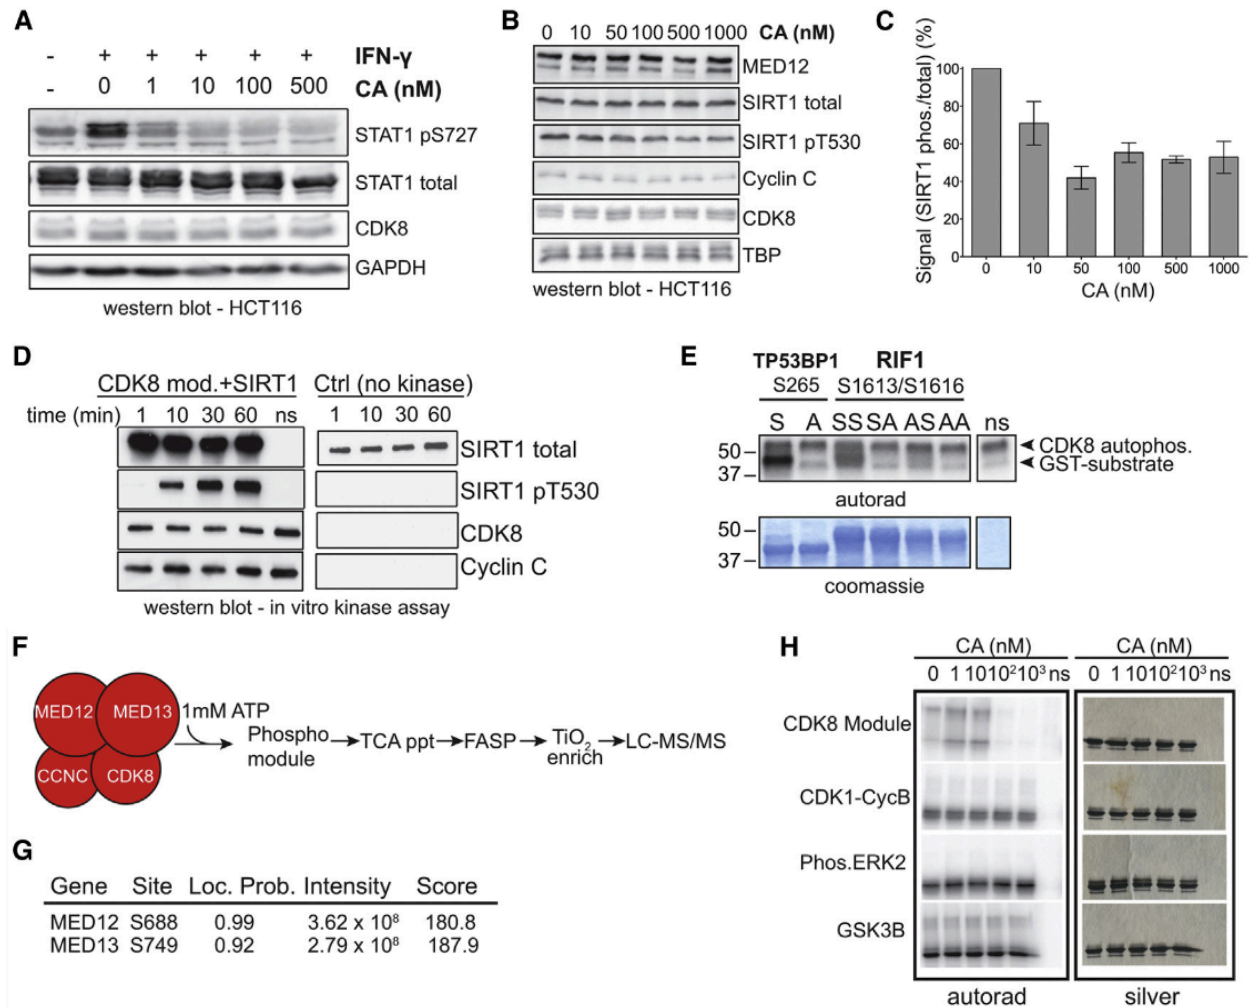 A
- + + + + + IFN-γ
- 0 1 10 100 500 CA (nM)
STAT1 pS727
STAT1 total
CDK8
GAPDH
western blot - HCT116
B
0 10 50 100 500 1000 CA (nM)
MED12
SIRT1 total
SIRT1 pT530
Cyclin C
CDK8
TBP
western blot - HCT116
C
Signal (SIRT1 phos./total) (%)
100
80
60
40
20
0
0 10 50 100 500 1000
CA (nM)
D
CDK8 mod.+SIRT1 Ctrl (no kinase)
time (min) 1 10 30 60 ns 1 10 30 60
SIRT1 total
SIRT1 pT530
CDK8
Cyclin C
western blot - in vitro kinase assay
E
TP53BP1 RIF1
S265 S1613/S1616
S A SS SA AS AA ns
50 CDK8 autophos.
37 GST-substrate
autorad
50
37
coomassie
F
MED12 MED13 1mM ATP
CCNC CDK8
Phospho module TCA ppt FASP TiO₂ enrich LC-MS/MS
G
Gene Site Loc. Prob. Intensity Score
MED12 S688 0.99 3.62 x 10⁸ 180.8
MED13 S749 0.92 2.79 x 10⁸ 187.9
H
CA (nM) CA (nM)
0 1 10 10² 10³ ns 0 1 10 10² 10³ ns
CDK8 Module
CDK1-CycB
Phos.ERK2
GSK3B
autorad silver